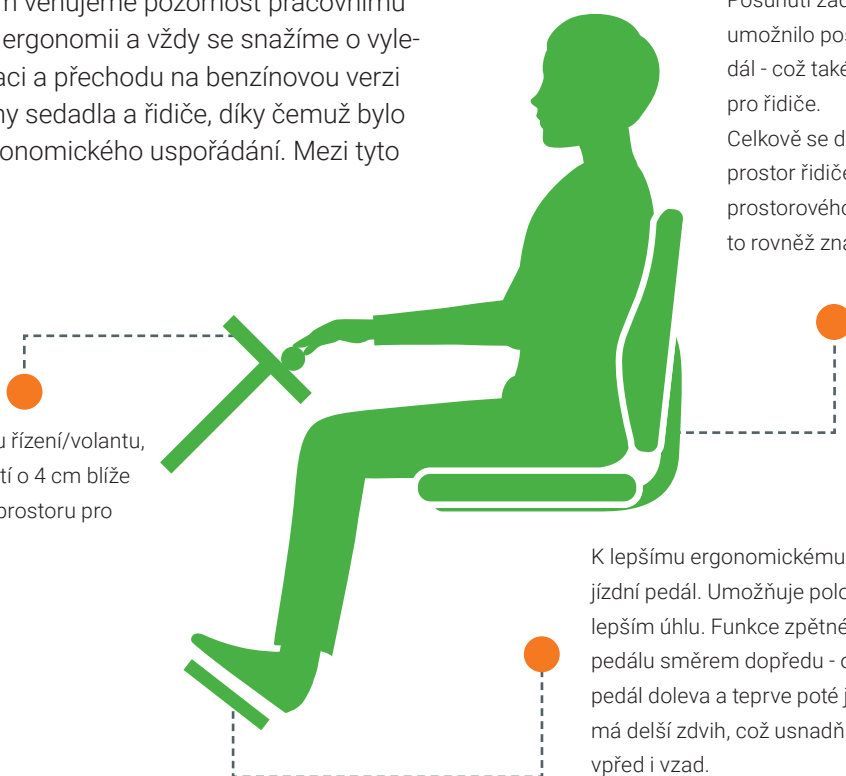 m věnujeme pozornost pracovnímu
ergonomii a vždy se snažíme o vyle-
aci a přechodu na benzínovou verzi
ny sedadla a řidiče, díky čemuž bylo
onomického uspořádání. Mezi tyto
umožnilo pos
dál - což také
pro řidiče.
Celkově se d
prostor řidiče
prostorového
to rovněž zna
u řízení/volantu,
tí o 4 cm blíže
prostoru pro
K lepšímu ergonomickému
jízdní pedál. Umožňuje polo
lepším úhlu. Funkce zpětné
pedálu směrem dopředu - 
pedál doleva a teprve poté j
má delší zdvih, což usnadň
vpřed i vzad.